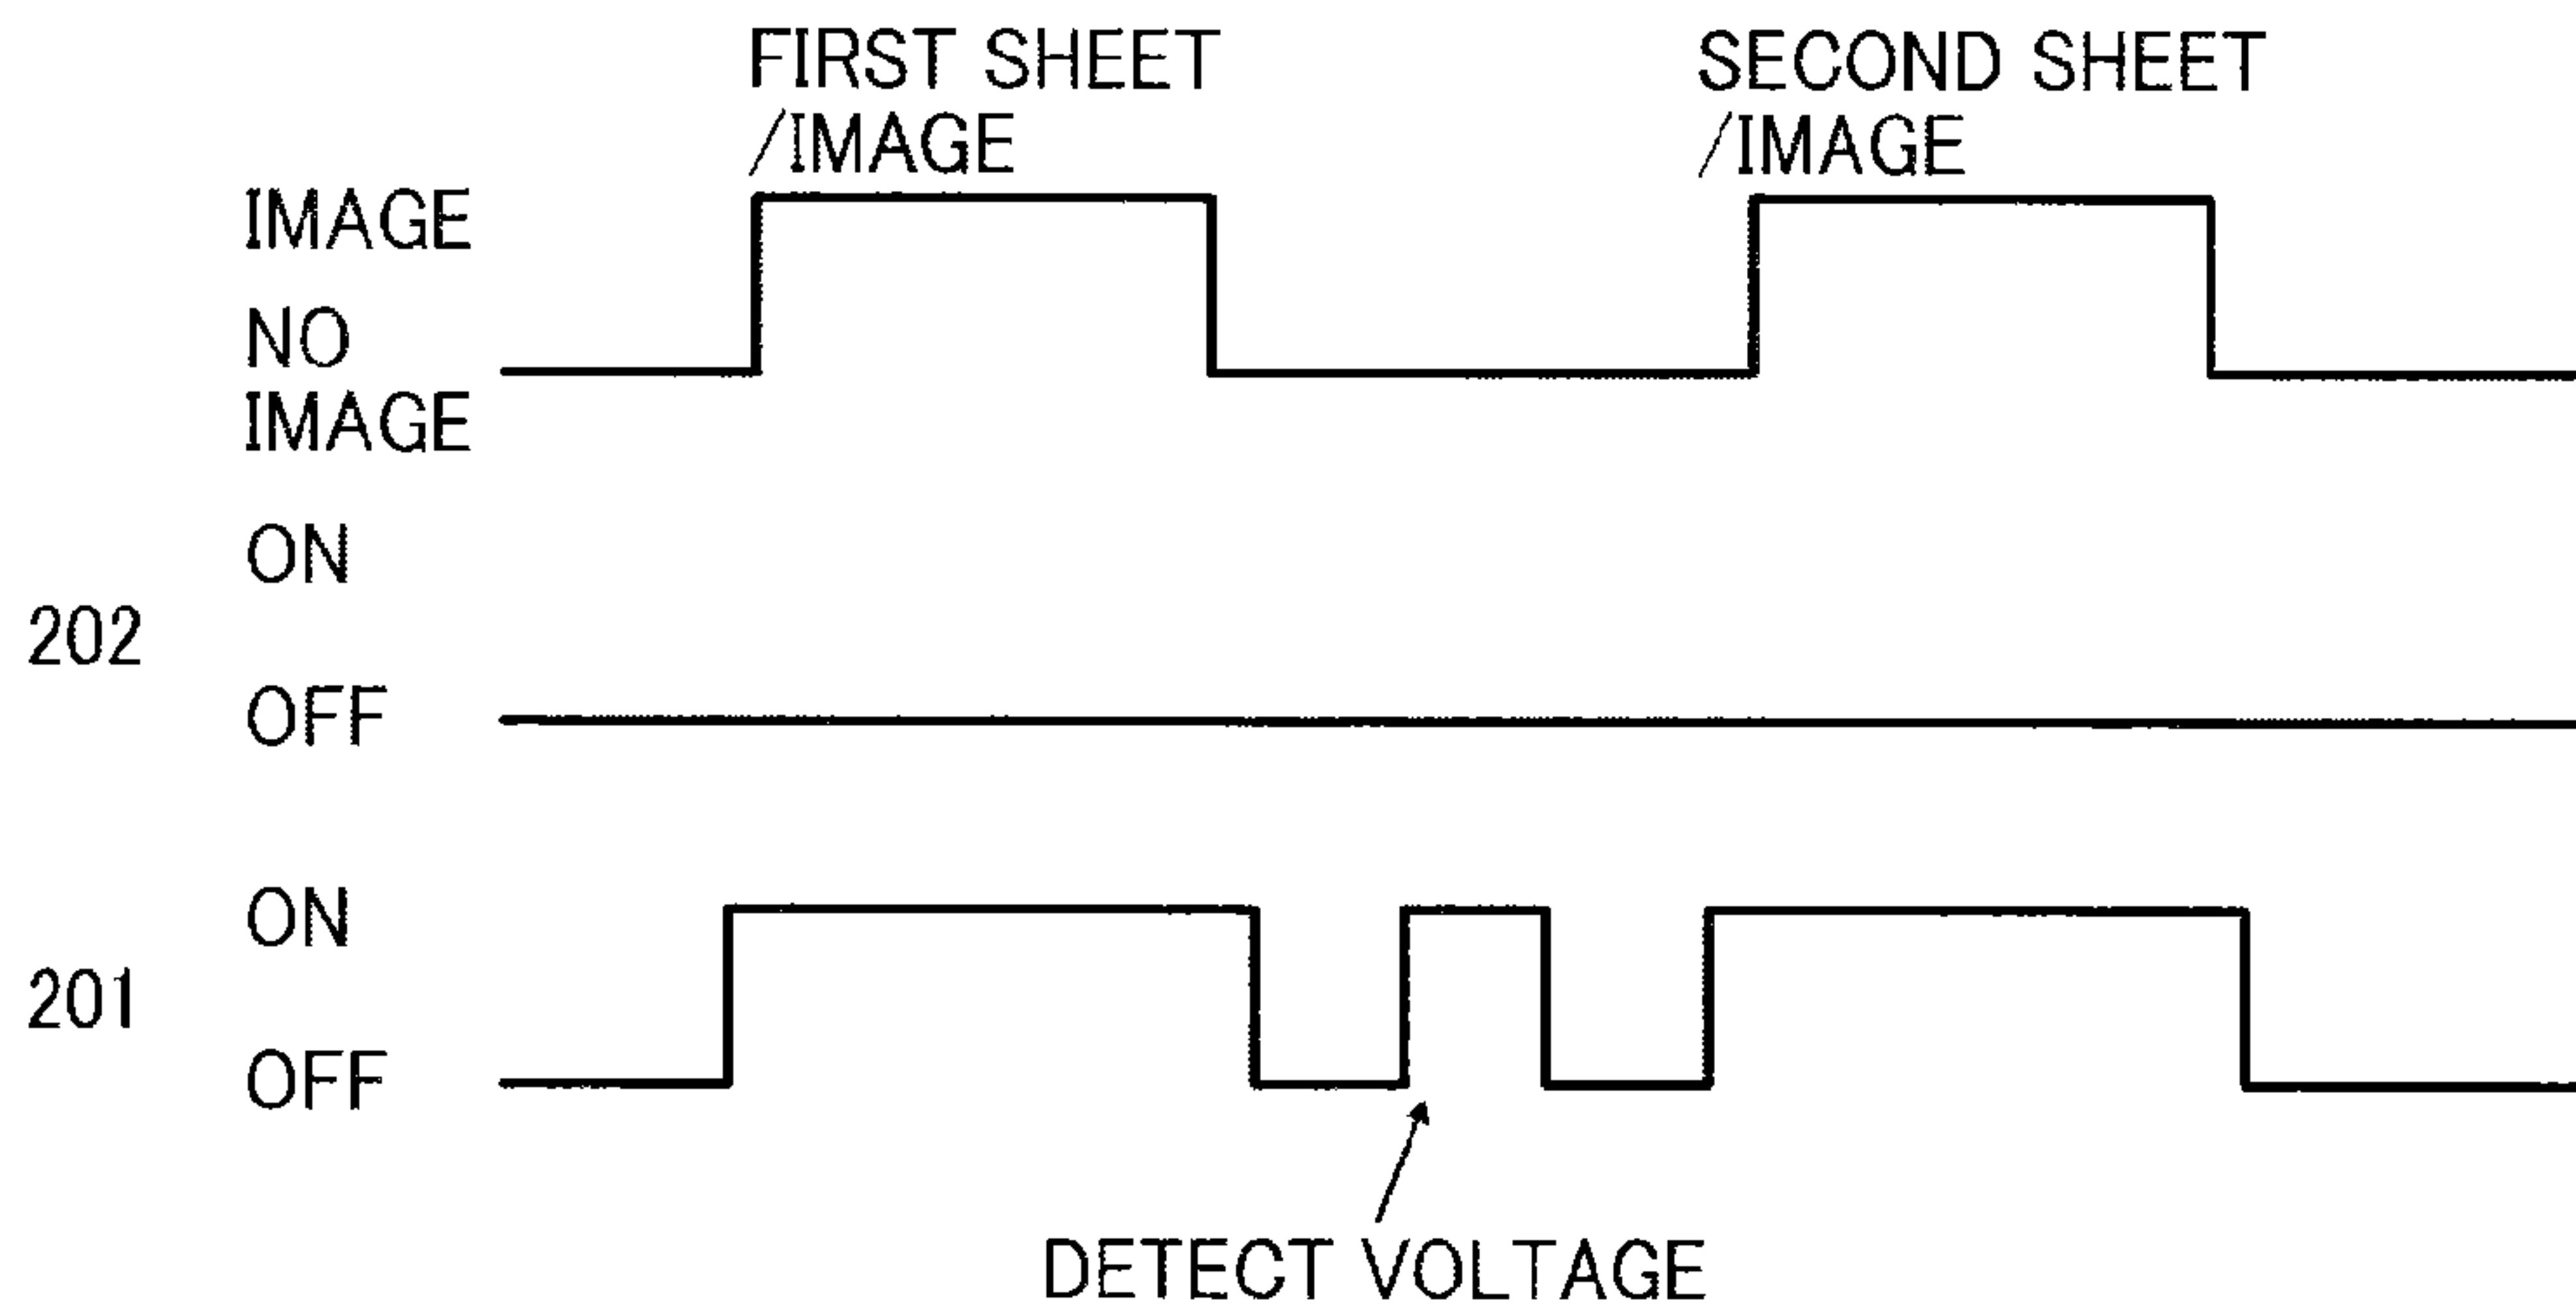 FIRST SHEET
/IMAGE
SECOND SHEET
/IMAGE
IMAGE
NO
IMAGE
ON
202
OFF
ON
201
OFF
DETECT VOLTAGE